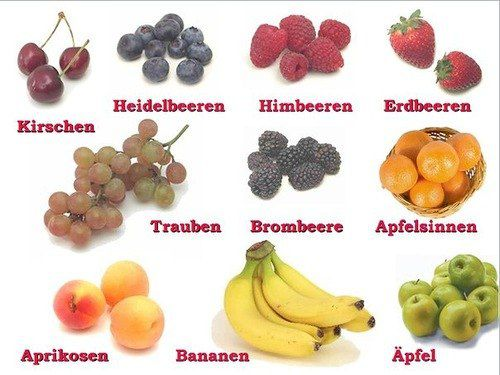 Kirschen
Heidelbeeren
Himbeeren
Erdbeeren
Trauben
Brombeere
Apfelsinnen
Aprikosen
Bananen
Äpfel